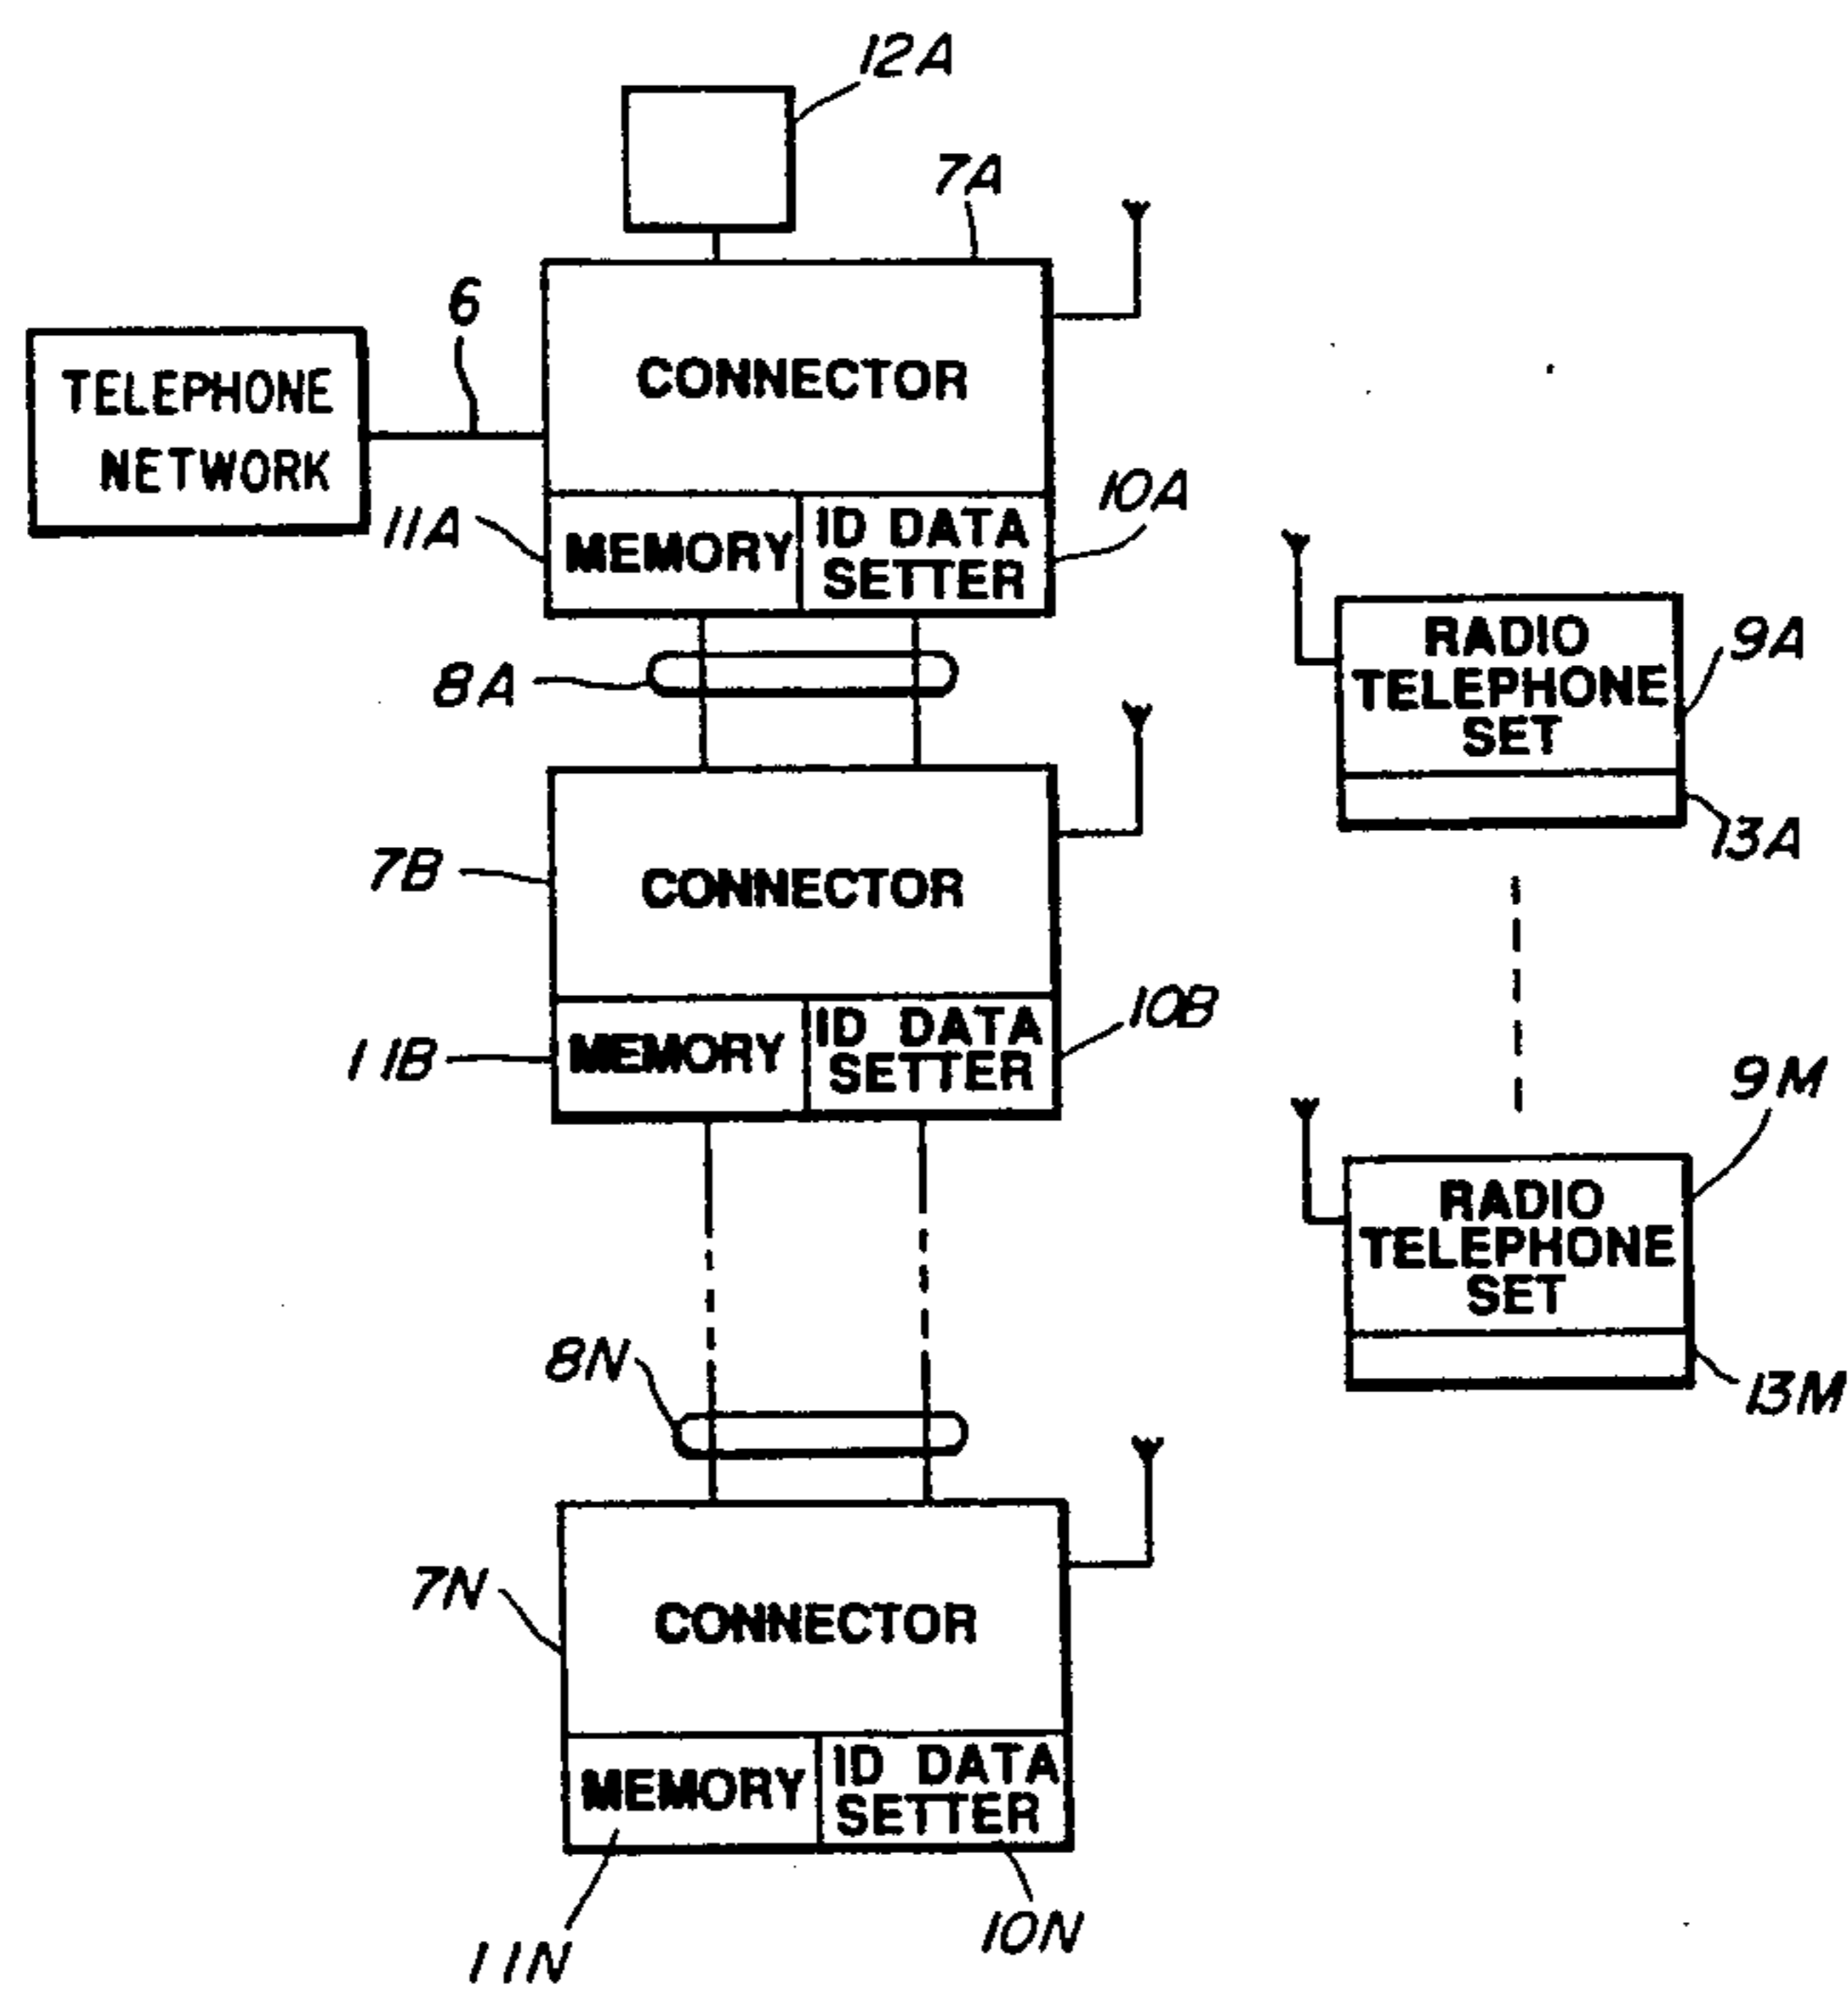 12A
7A
6
TELEPHONE
NETWORK
CONNECTOR
11A
MEMORY
ID DATA
SETTER
10A
8A
RADIO
TELEPHONE
SET
9A
13A
7B
CONNECTOR
11B
MEMORY
ID DATA
SETTER
10B
9M
RADIO
TELEPHONE
SET
13M
8N
7N
CONNECTOR
MEMORY
ID DATA
SETTER
11N
10N